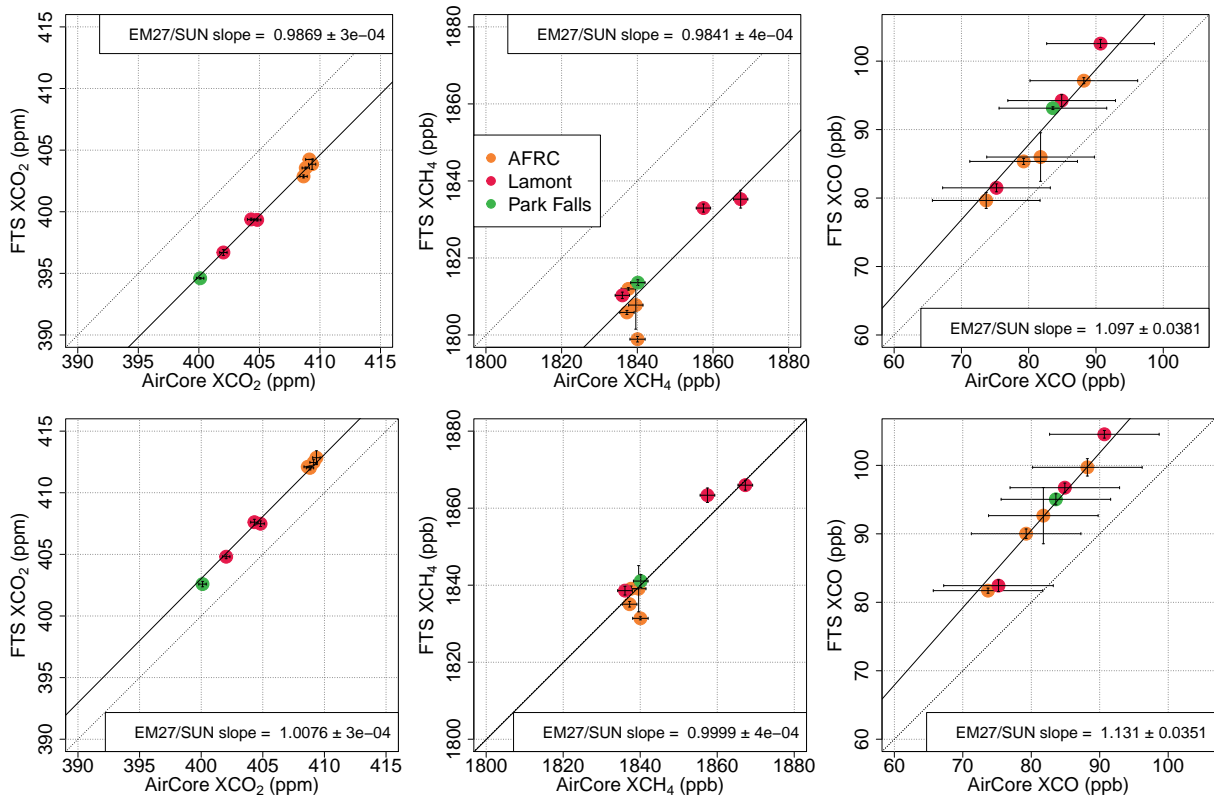 EM27/SUN slope = 0.9869 ± 3e−04
FTS XCO2 (ppm)
390 395 400 405 410 415
390 395 400 405 410 415
AirCore XCO2 (ppm)
EM27/SUN slope = 0.9841 ± 4e−04
AFRC
Lamont
Park Falls
FTS XCH4 (ppb)
1800 1820 1840 1860 1880
1800 1820 1840 1860 1880
AirCore XCH4 (ppb)
FTS XCO (ppb)
60 70 80 90 100
EM27/SUN slope = 1.097 ± 0.0381
60 70 80 90 100
AirCore XCO (ppb)
FTS XCO2 (ppm)
390 395 400 405 410 415
EM27/SUN slope = 1.0076 ± 3e−04
390 395 400 405 410 415
AirCore XCO2 (ppm)
FTS XCH4 (ppb)
1800 1820 1840 1860 1880
EM27/SUN slope = 0.9999 ± 4e−04
1800 1820 1840 1860 1880
AirCore XCH4 (ppb)
FTS XCO (ppb)
60 70 80 90 100
EM27/SUN slope = 1.131 ± 0.0351
60 70 80 90 100
AirCore XCO (ppb)